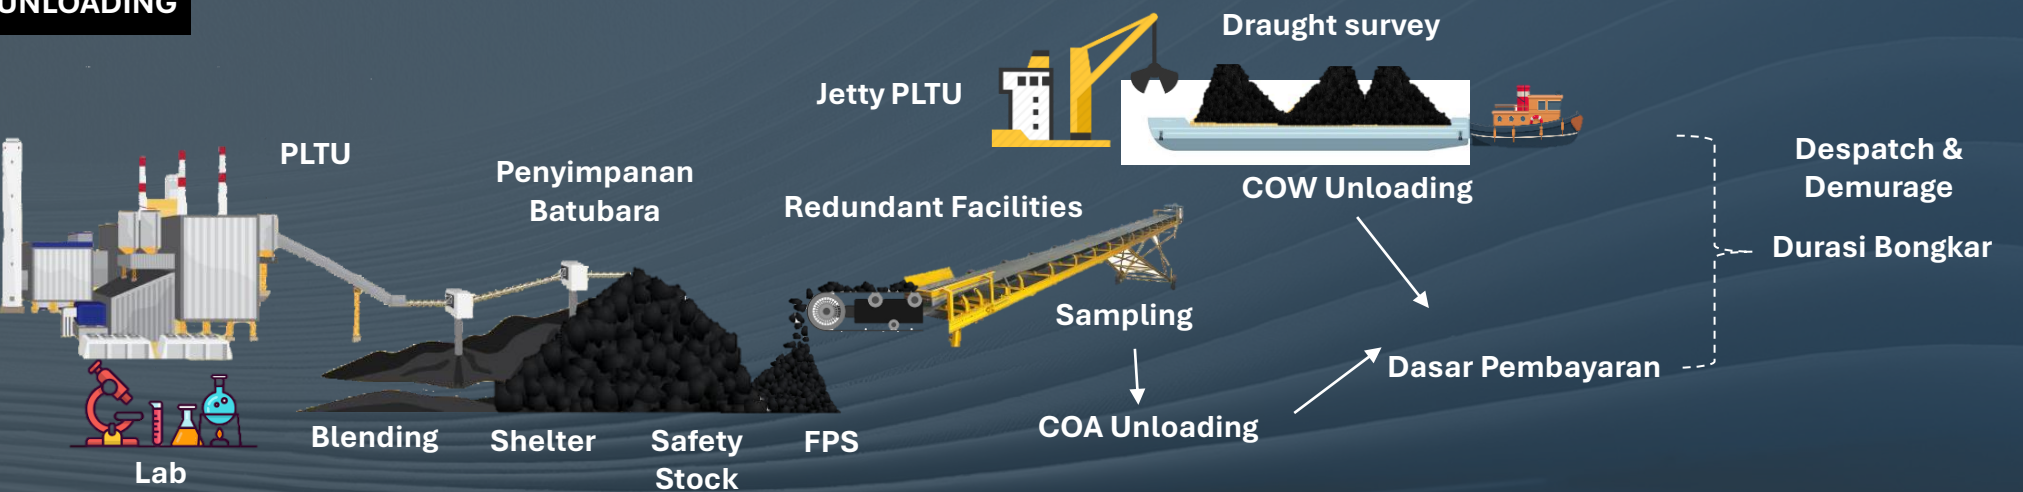 UNLOADING
Draught survey
Jetty PLTU
PLTU
Penyimpanan
Batubara
Redundant Facilities
COW Unloading
Despatch &
Demurage
Durasi Bongkar
Sampling
Dasar Pembayaran
COA Unloading
Blending
Shelter
Safety
Stock
FPS
Lab